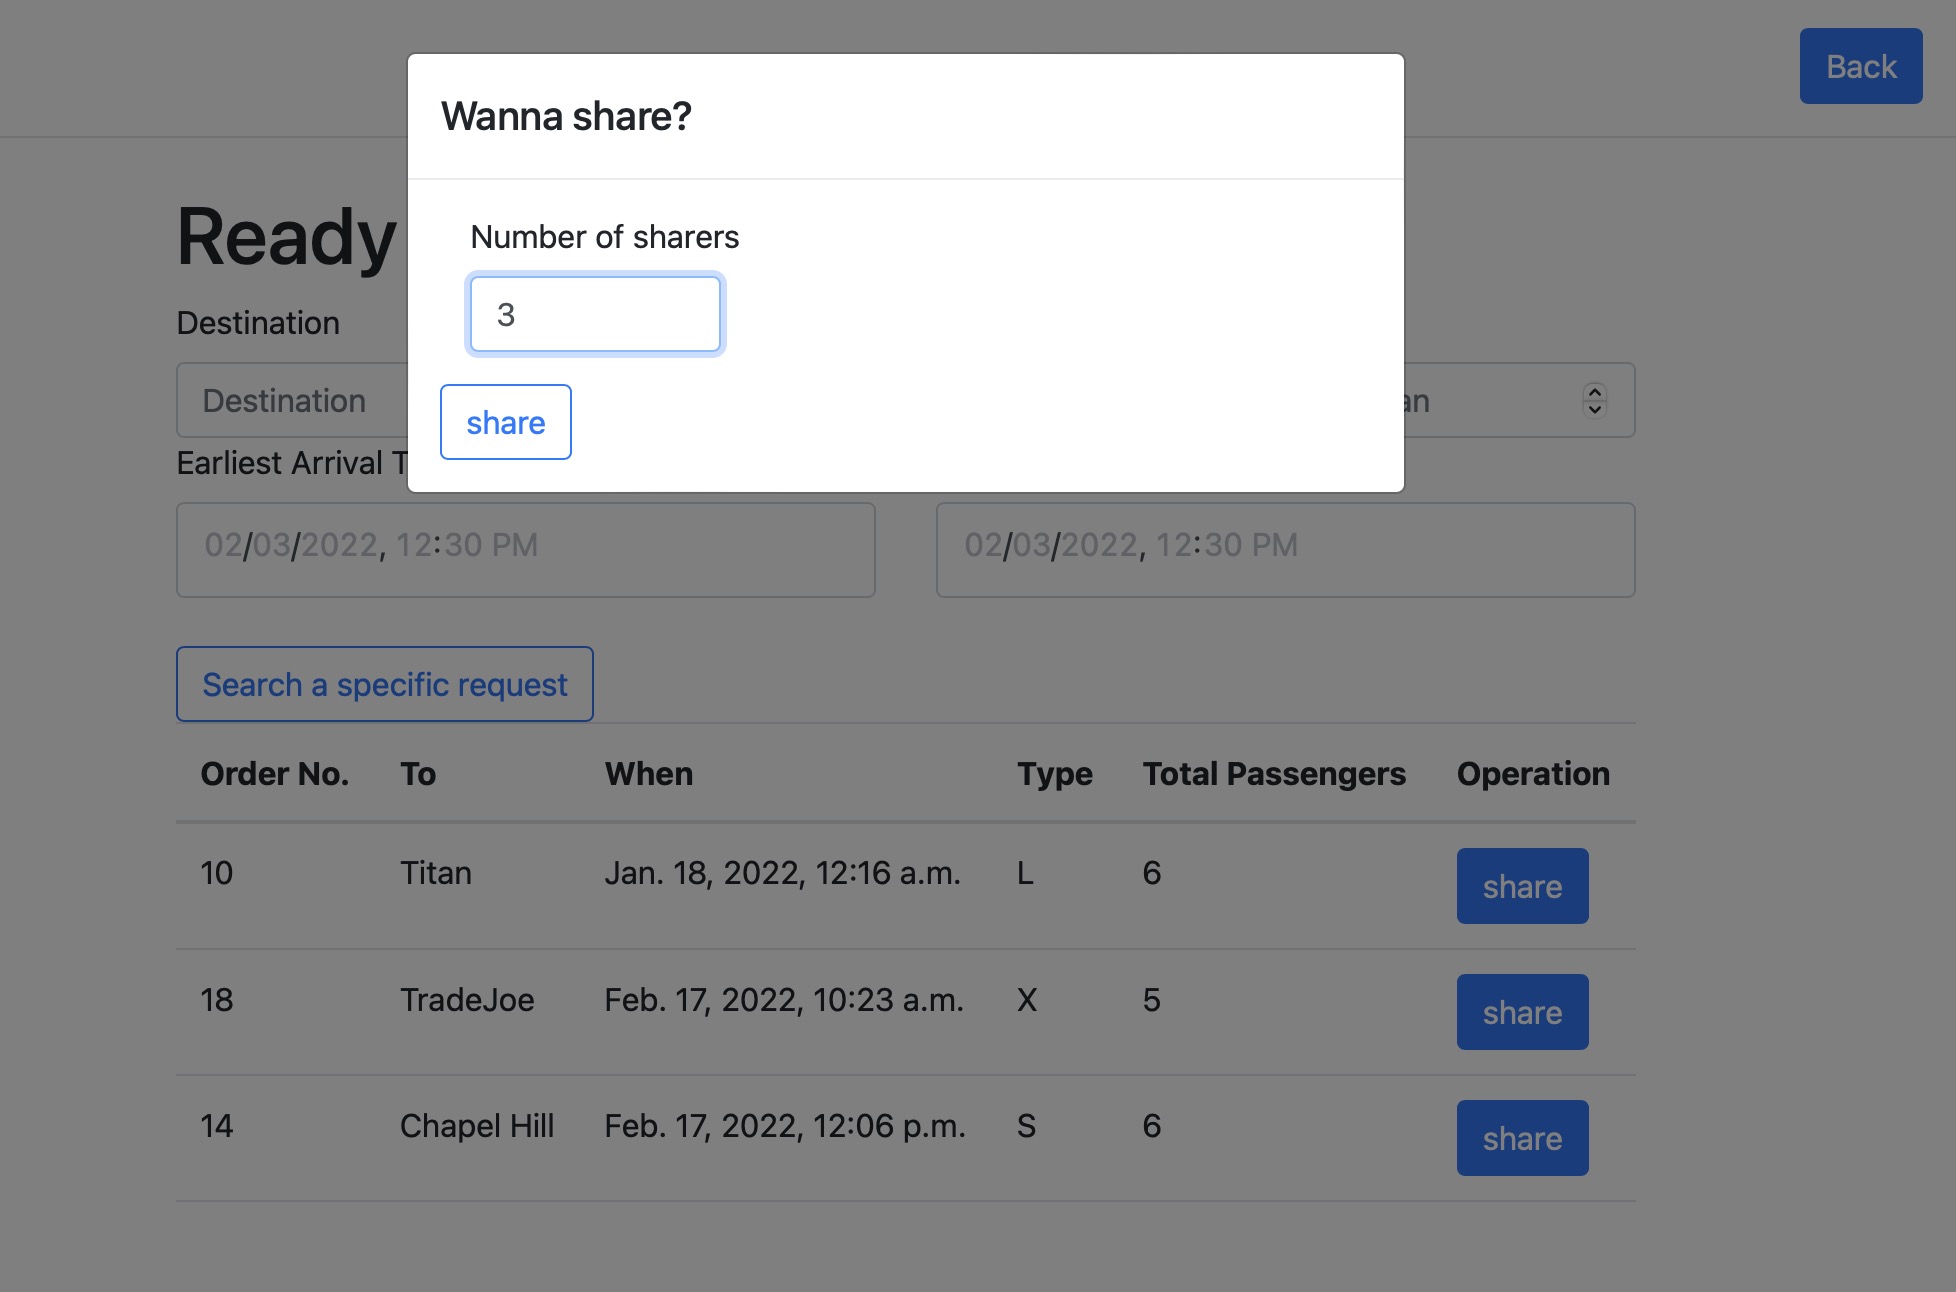 Back
Wanna share?
Number of sharers
3
share
Ready
Destination
Destination
Earliest Arrival
02/03/2022, 12:30 PM
02/03/2022, 12:30 PM
Search a specific request
Order No. To When Type Total Passengers Operation
10 Titan Jan. 18, 2022, 12:16 a.m. L 6 share
18 TradeJoe Feb. 17, 2022, 10:23 a.m. X 5 share
14 Chapel Hill Feb. 17, 2022, 12:06 p.m. S 6 share